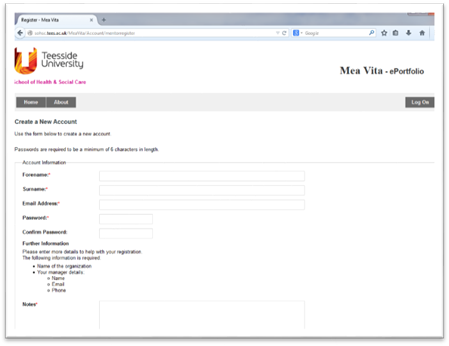 Register - Mea Vita
tees.ac.uk/MeaVita/Account/memberregister
Google
Teesside
University
School of Health & Social Care
Mea Vita - ePortfolio
Home
About
Log On
Create a New Account
Use the form below to create a new account.
Passwords are required to be a minimum of 6 characters in length.
Account Information
Forename:*
Surname:*
Email Address:*
Password:*
Confirm Password:
Further Information
Please enter more details to help with your registration.
The following information is required
Name of the organization
Your manager details
Name
Email
Phone
Notes*